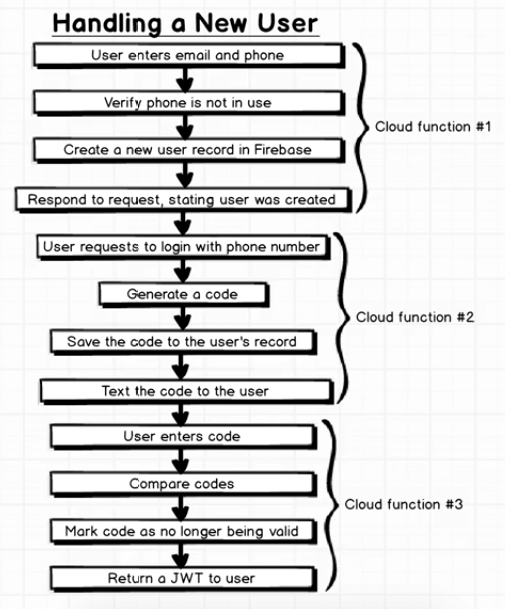 Handling a New User
User enters email and phone
Verify phone is not in use
Cloud function #1
Create a new user record in Firebase
Respond to request, stating user was created
User requests to login with phone number
Generate a code
Cloud function #2
Save the code to the user's record
Text the code to the user
User enters code
Compare codes
Cloud function #3
Mark code as no longer being valid
Return a JWT to user